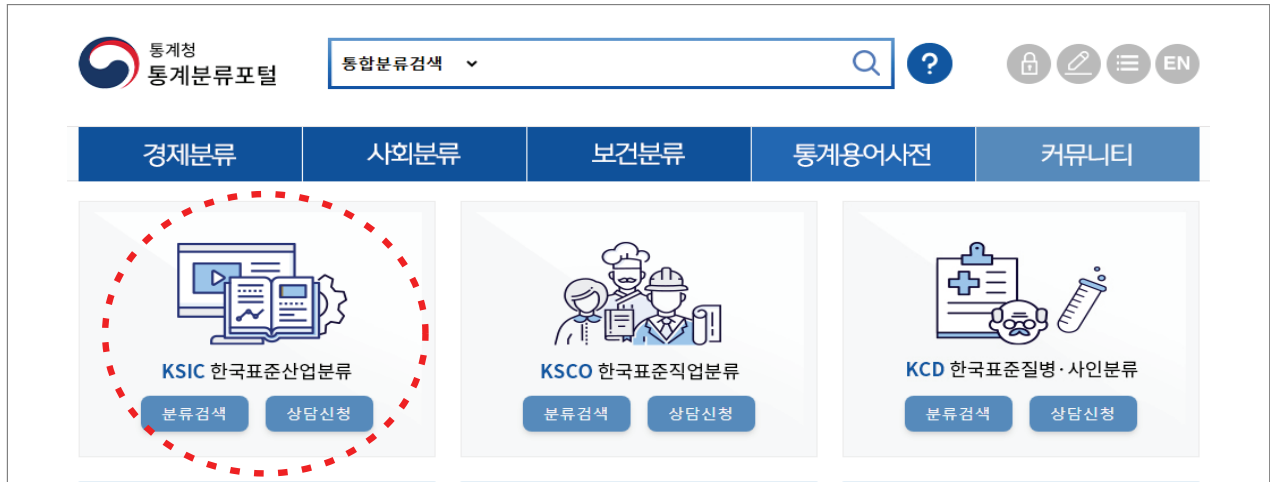 통계청
통계분류포털
통합분류검색
?
EN
경제분류
사회분류
보건분류
통계용어사전
커뮤니티
KSIC 한국표준산업분류
분류검색
상담신청
KSCO 한국표준직업분류
분류검색
상담신청
KCD 한국표준질병·사인분류
분류검색
상담신청